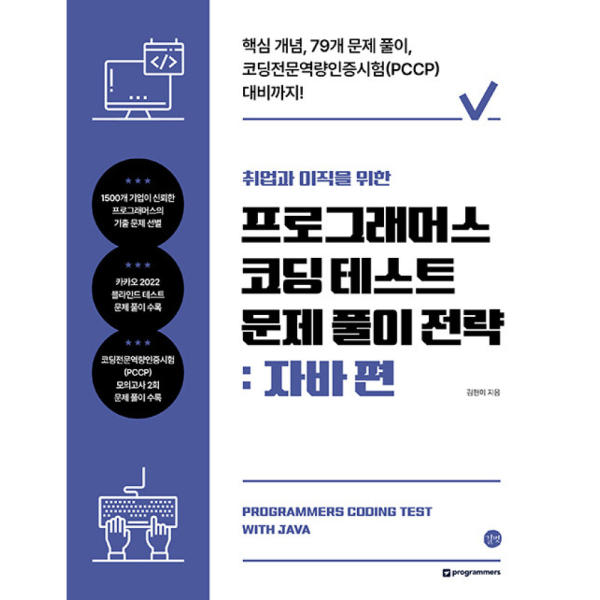 핵심 개념, 79개 문제 풀이,
코딩전문역량인증시험(PCCP)
대비까지!
</>
취업과 이직을 위한
프로그래머스
코딩 테스트
문제 풀이 전략
: 자바 편
김현이 지음
★★★
1500개 기업이 신뢰한
프로그래머스의
기출 문제 선별
★★★
카카오 2022
블라인드 테스트
문제 풀이 수록
★★★
코딩전문역량인증시험
(PCCP)
모의고사 2회
문제 풀이 수록
PROGRAMMERS CODING TEST
WITH JAVA
길벗
programmers